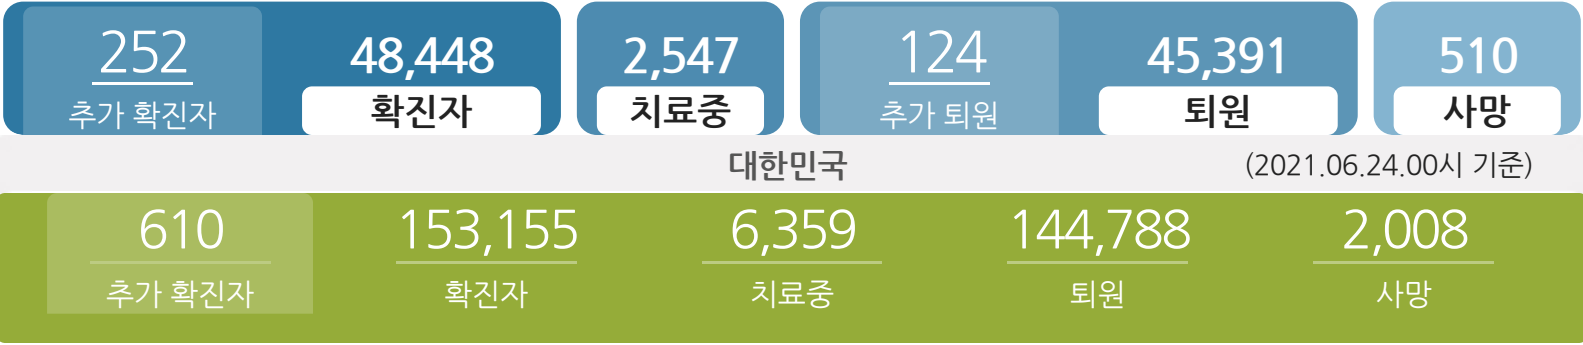 252 48,448 2,547 124 45,391 510
추가 확진자 확진자 치료중 추가 퇴원 퇴원 사망
대한민국 (2021.06.24.00시 기준)
610 153,155 6,359 144,788 2,008
추가 확진자 확진자 치료중 퇴원 사망